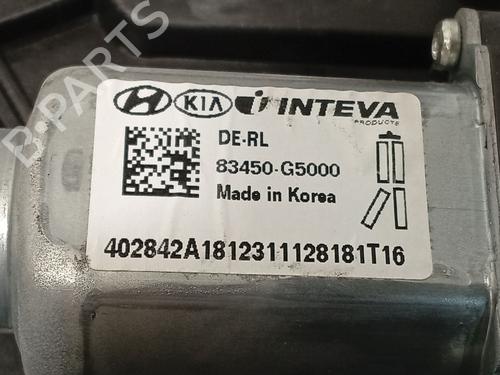 KIA INTEVA
PRODUCTS
DE-RL
83450-G5000
Made in Korea
402842A1812311128181T16
B-PARTS